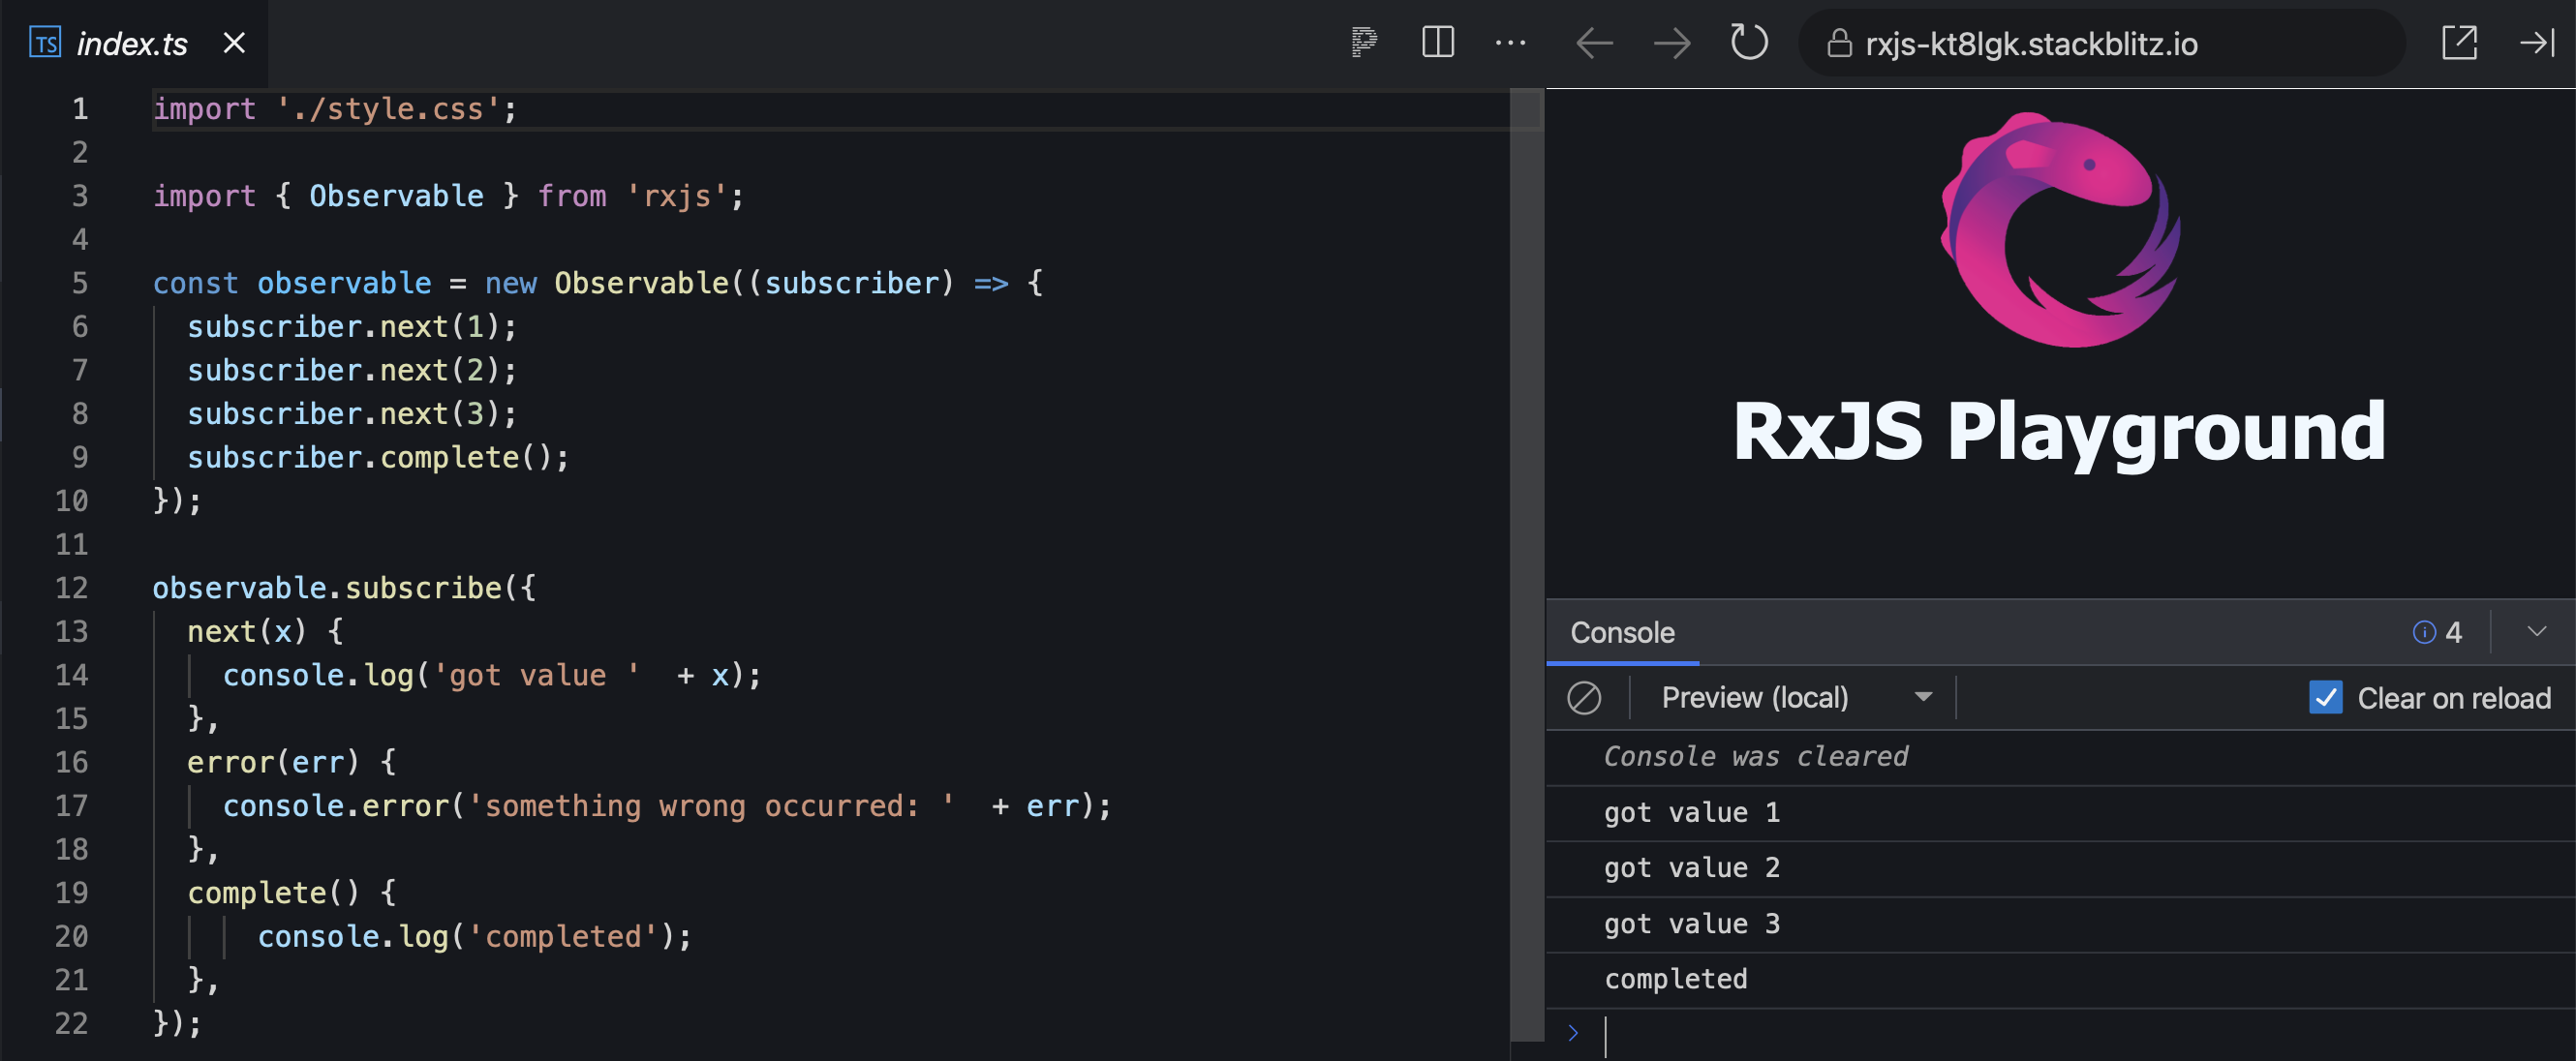 TS index.ts
rxjs-kt8lgk.stackblitz.io
1 import './style.css';
2
3 import { Observable } from 'rxjs';
4
5 const observable = new Observable((subscriber) => {
6 subscriber.next(1);
7 subscriber.next(2);
8 subscriber.next(3);
9 subscriber.complete();
10 });
11
12 observable.subscribe({
13 next(x) {
14 console.log('got value '  + x);
15 },
16 error(err) {
17 console.error('something wrong occurred: '  + err);
18 },
19 complete() {
20 console.log('completed');
21 },
22 });
RxJS Playground
Console 4
Preview (local) Clear on reload
Console was cleared
got value 1
got value 2
got value 3
completed